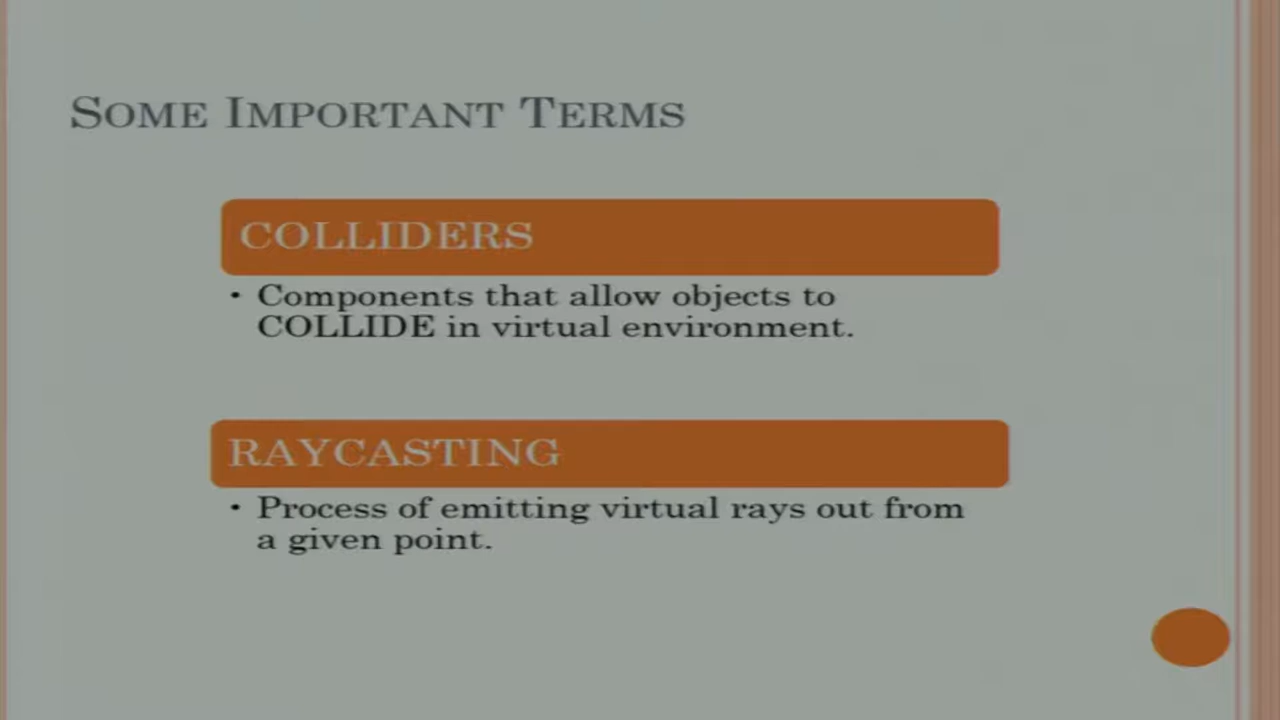 SOME IMPORTANT TERMS
COLLIDERS
• Components that allow objects to
COLLIDE in virtual environment.
RAYCASTING
• Process of emitting virtual rays out from
a given point.